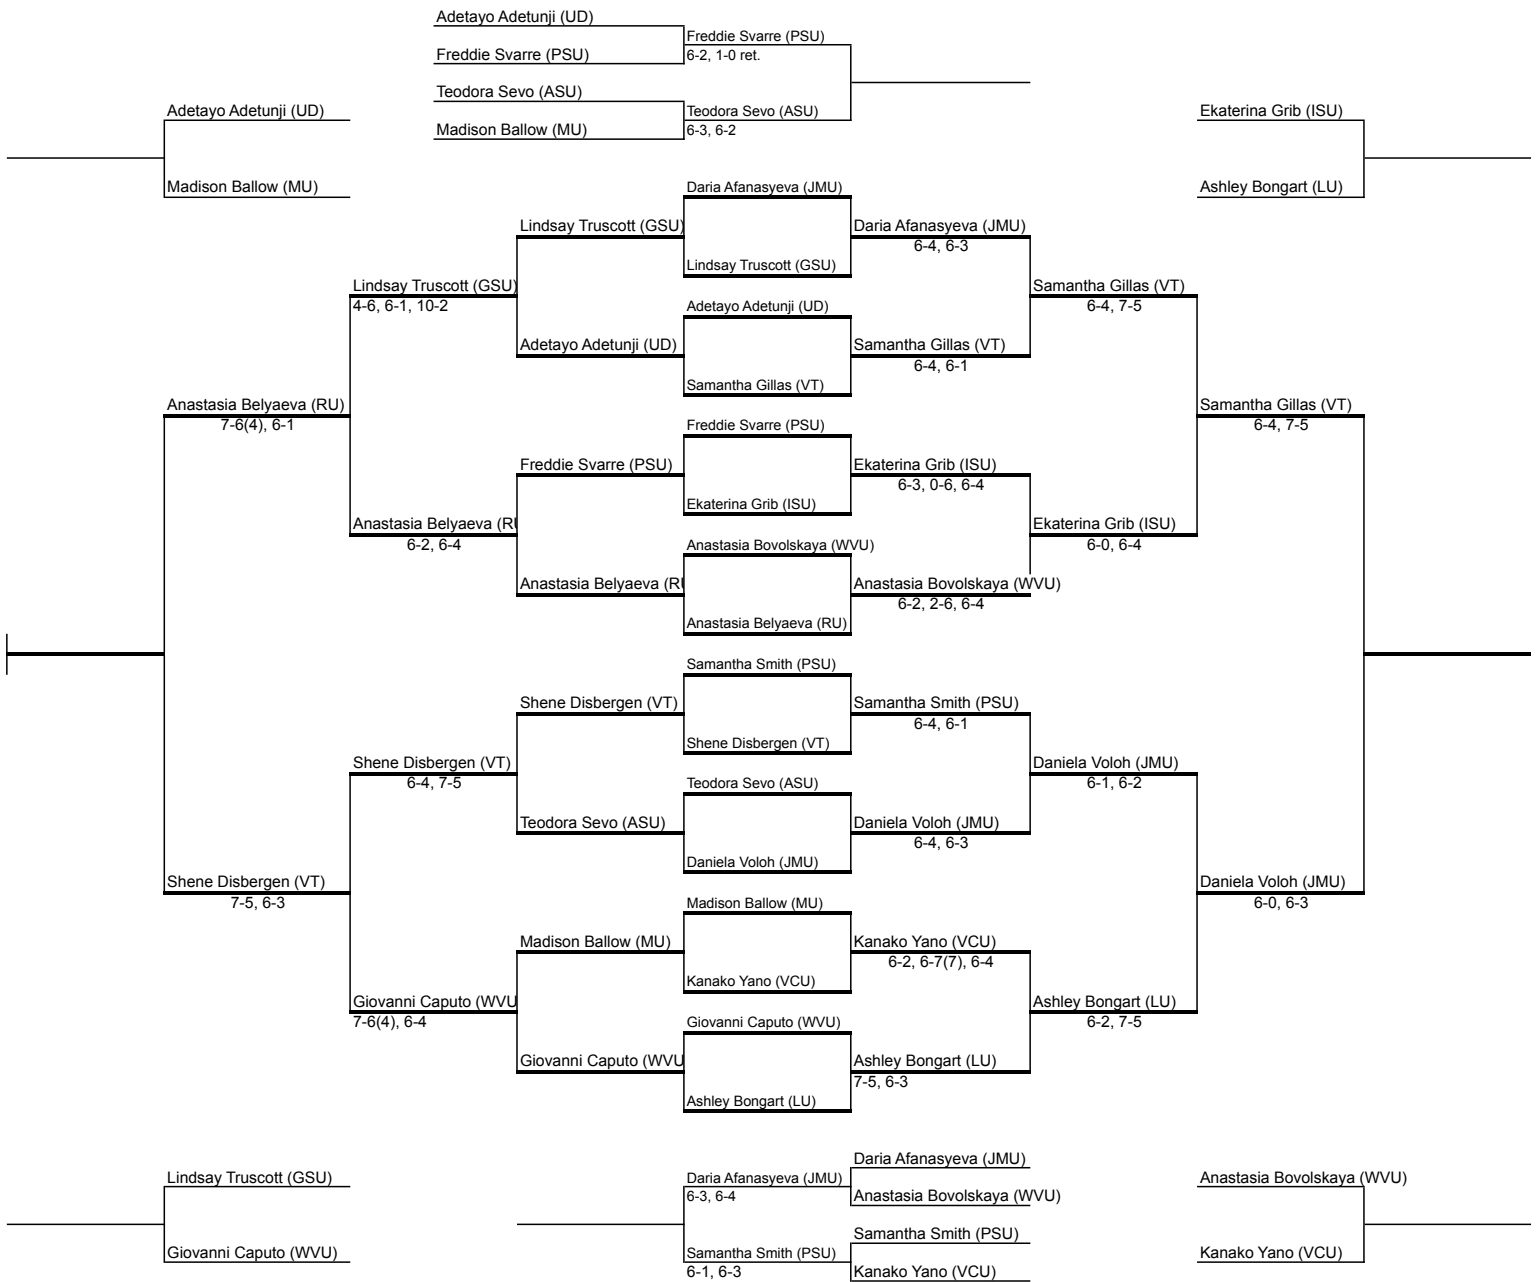 Adetayo Adetunji (UD)
Freddie Svarre (PSU)
Freddie Svarre (PSU)
6-2, 1-0 ret.
Teodora Sevo (ASU)
Madison Ballow (MU)
Teodora Sevo (ASU)
6-3, 6-2
Adetayo Adetunji (UD)
Madison Ballow (MU)
Ekaterina Grib (ISU)
Ashley Bongart (LU)
Daria Afanasyeva (JMU)
Lindsay Truscott (GSU)
Daria Afanasyeva (JMU)
6-4, 6-3
Lindsay Truscott (GSU)
Lindsay Truscott (GSU)
4-6, 6-1, 10-2
Samantha Gillas (VT)
6-4, 7-5
Adetayo Adetunji (UD)
Adetayo Adetunji (UD)
Samantha Gillas (VT)
6-4, 6-1
Samantha Gillas (VT)
Anastasia Belyaeva (RU)
7-6(4), 6-1
Samantha Gillas (VT)
6-4, 7-5
Freddie Svarre (PSU)
Freddie Svarre (PSU)
Ekaterina Grib (ISU)
6-3, 0-6, 6-4
Ekaterina Grib (ISU)
Anastasia Belyaeva (RU
6-2, 6-4
Ekaterina Grib (ISU)
6-0, 6-4
Anastasia Bovolskaya (WVU)
Anastasia Belyaeva (RU
Anastasia Bovolskaya (WVU)
6-2, 2-6, 6-4
Anastasia Belyaeva (RU)
Samantha Smith (PSU)
Shene Disbergen (VT)
Samantha Smith (PSU)
6-4, 6-1
Shene Disbergen (VT)
Shene Disbergen (VT)
6-4, 7-5
Daniela Voloh (JMU)
6-1, 6-2
Teodora Sevo (ASU)
Teodora Sevo (ASU)
Daniela Voloh (JMU)
6-4, 6-3
Daniela Voloh (JMU)
Shene Disbergen (VT)
7-5, 6-3
Daniela Voloh (JMU)
6-0, 6-3
Madison Ballow (MU)
Madison Ballow (MU)
Kanako Yano (VCU)
6-2, 6-7(7), 6-4
Kanako Yano (VCU)
Giovanni Caputo (WVU
7-6(4), 6-4
Ashley Bongart (LU)
6-2, 7-5
Giovanni Caputo (WVU)
Giovanni Caputo (WVU
Ashley Bongart (LU)
7-5, 6-3
Ashley Bongart (LU)
Lindsay Truscott (GSU)
Giovanni Caputo (WVU)
Daria Afanasyeva (JMU)
Daria Afanasyeva (JMU)
6-3, 6-4
Anastasia Bovolskaya (WVU)
Samantha Smith (PSU)
Samantha Smith (PSU)
6-1, 6-3
Kanako Yano (VCU)
Anastasia Bovolskaya (WVU)
Kanako Yano (VCU)